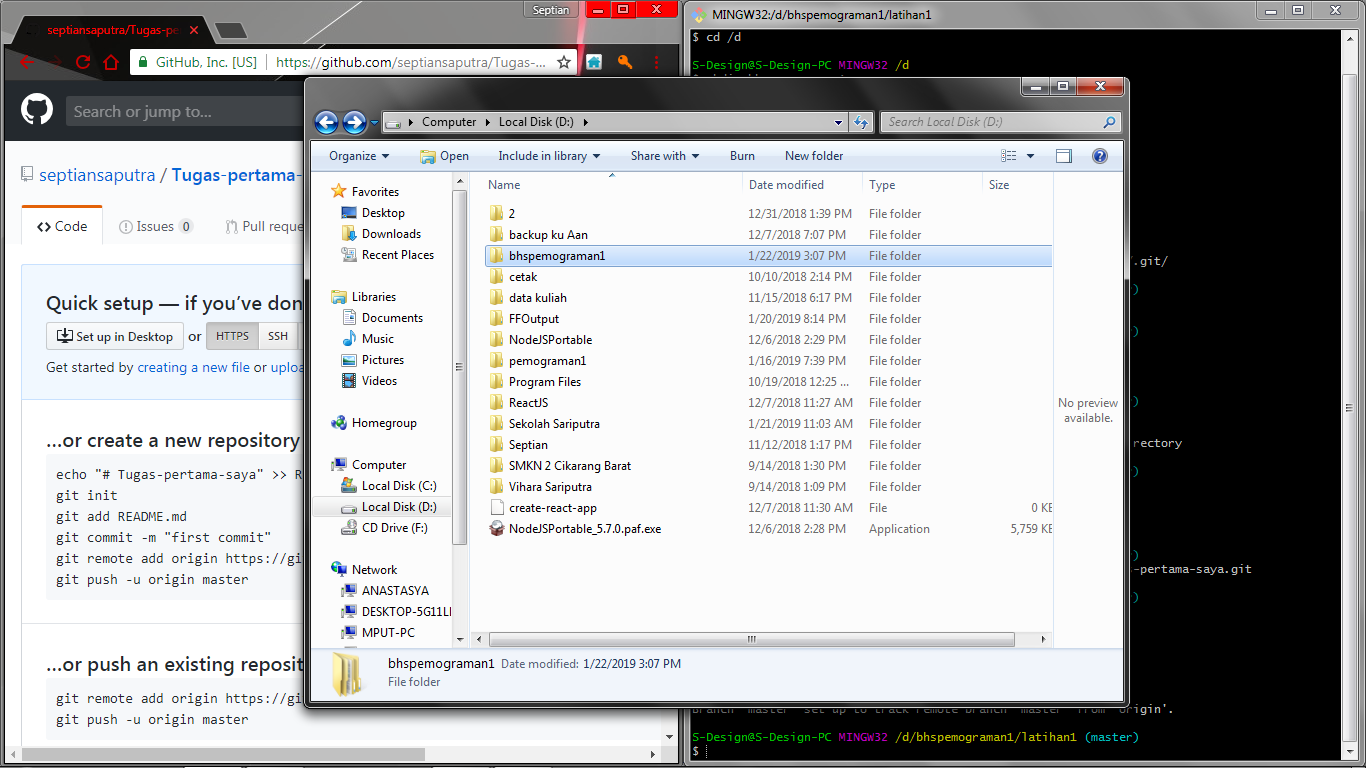 Septian
septiansaputra/Tugas-pe
GitHub, Inc. [US]
https://github.com/septiansaputra/Tugas-...
Search or jump to...
septiansaputra / Tugas-pertama-
Code
Issues 0
Pull reque
Quick setup — if you've don
Set up in Desktop or HTTPS SSH
Get started by creating a new file or uploa
...or create a new repository
echo "# Tugas-pertama-saya" >> R
git init
git add README.md
git commit -m "first commit"
git remote add origin https://gi
git push -u origin master
...or push an existing reposit
git remote add origin https://gi
git push -u origin master
Computer
Local Disk (D:)
Search Local Disk (D:)
Organize
Open
Include in library
Share with
Burn
New folder
Favorites
Desktop
Downloads
Recent Places
Libraries
Documents
Music
Pictures
Videos
Homegroup
Computer
Local Disk (C:)
Local Disk (D:)
CD Drive (F:)
Network
ANASTASYA
DESKTOP-5G11LI
MPUT-PC
Name Date modified Type Size
2 12/31/2018 1:39 PM File folder
backup ku Aan 12/7/2018 7:07 PM File folder
bhspemograman1 1/22/2019 3:07 PM File folder
cetak 10/10/2018 2:14 PM File folder
data kuliah 11/15/2018 6:17 PM File folder
FFOutput 1/20/2019 8:14 PM File folder
NodeJSPortable 12/6/2018 2:29 PM File folder
pemograman1 1/16/2019 7:39 PM File folder
Program Files 10/19/2018 12:25 ... File folder
ReactJS 12/7/2018 11:27 AM File folder
Sekolah Sariputra 1/21/2019 11:03 AM File folder
Septian 11/12/2018 1:17 PM File folder
SMKN 2 Cikarang Barat 9/14/2018 1:30 PM File folder
Vihara Sariputra 9/14/2018 1:09 PM File folder
create-react-app 12/7/2018 11:30 AM File 0 KB
NodeJSPortable_5.7.0.paf.exe 12/6/2018 2:28 PM Application 5,759 KB
No preview
available.
bhspemograman1 Date modified: 1/22/2019 3:07 PM
File folder
MINGW32:/d/bhspemograman1/latihan1
$ cd /d
S-Design@S-Design-PC MINGW32 /d
.git/
)
)
)
rectory
)
)
-pertama-saya.git
)
Branch 'master' set up to track remote branch 'master' from 'origin'.
S-Design@S-Design-PC MINGW32 /d/bhspemograman1/latihan1 (master)
$